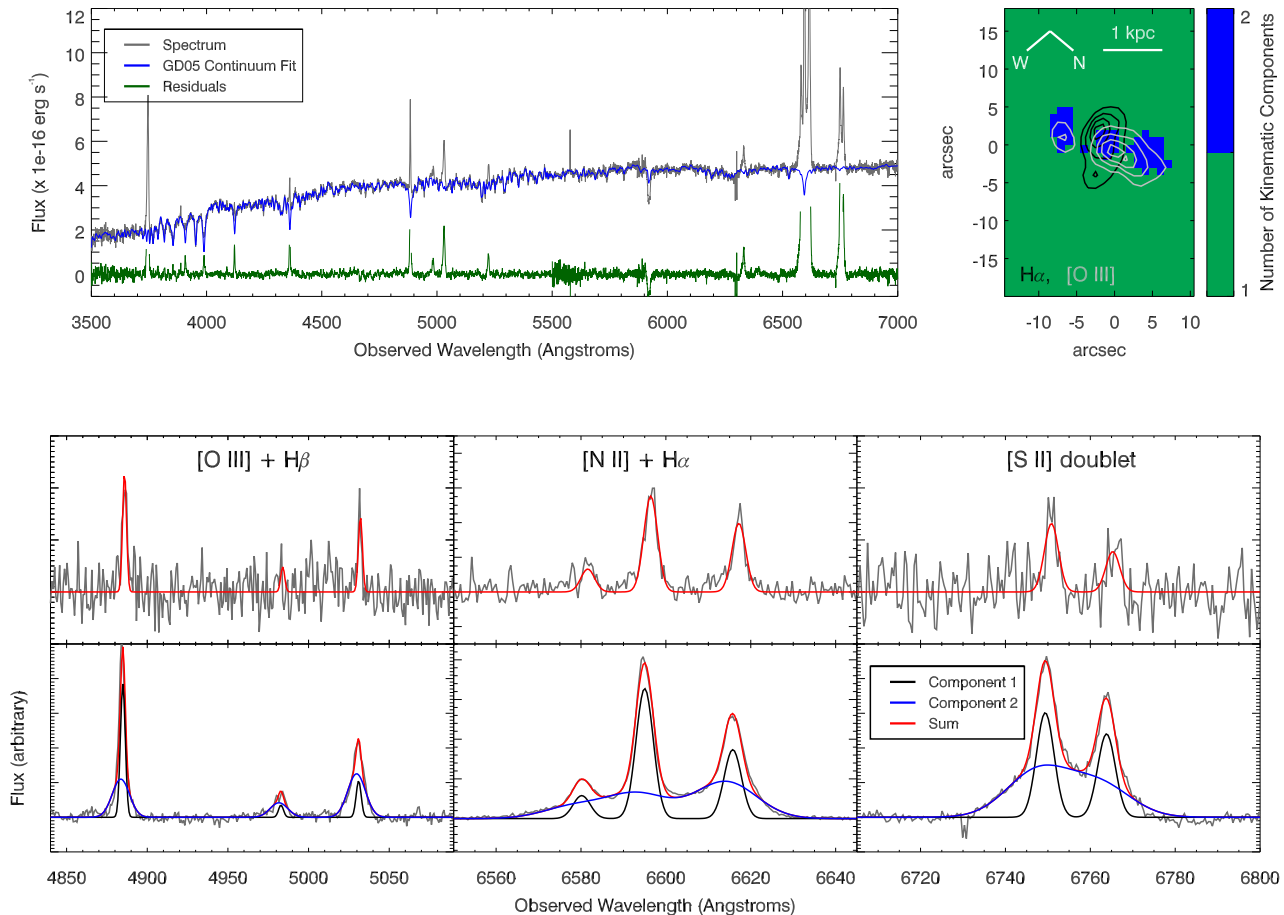 12
10
8
6
4
2
0
Flux (x 1e-16 erg s⁻¹)
Spectrum
GD05 Continuum Fit
Residuals
3500 4000 4500 5000 5500 6000 6500 7000
Observed Wavelength (Angstroms)
15
10
5
0
-5
-10
-15
arcsec
W
N
1 kpc
Hα, [O III]
-10 -5 0 5 10
arcsec
2
1
Number of Kinematic Components
[O III] + Hβ
[N II] + Hα
[S II] doublet
Component 1
Component 2
Sum
Flux (arbitrary)
4850 4900 4950 5000 5050
6560 6580 6600 6620 6640
6720 6740 6760 6780 6800
Observed Wavelength (Angstroms)